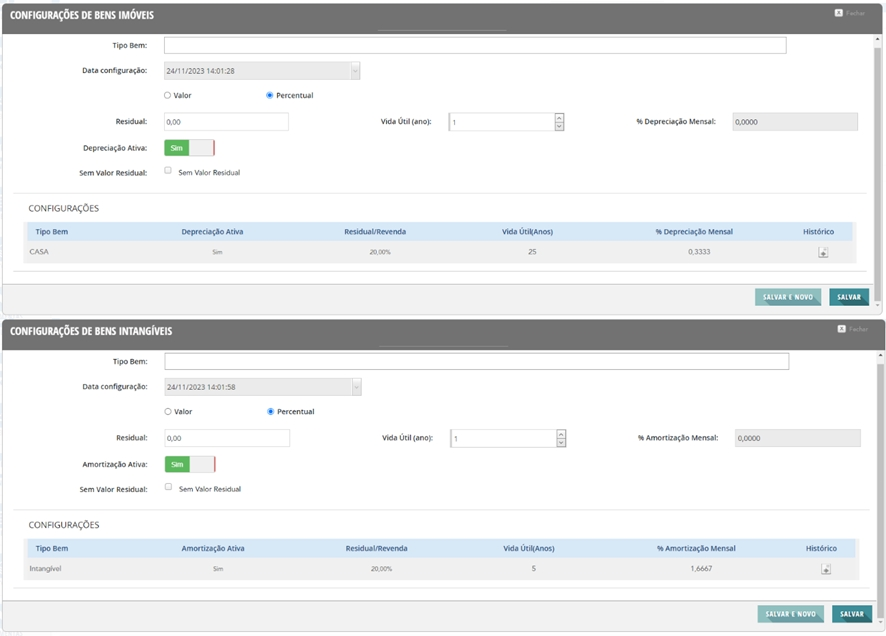 CONFIGURAÇÕES DE BENS IMÓVEIS
x Fechar
Tipo Bem:
Data configuração: 24/11/2023 14:01:28
Valor Percentual
Residual: 0,00 Vida Útil (ano): 1 % Depreciação Mensal: 0,0000
Depreciação Ativa: Sim
Sem Valor Residual: Sem Valor Residual
CONFIGURAÇÕES
Tipo Bem Depreciação Ativa Residual/Revenda Vida Útil(Anos) % Depreciação Mensal Histórico
CASA Sim 20,00% 25 0,3333
SALVAR E NOVO SALVAR
CONFIGURAÇÕES DE BENS INTANGÍVEIS
x Fechar
Tipo Bem:
Data configuração: 24/11/2023 14:01:58
Valor Percentual
Residual: 0,00 Vida Útil (ano): 1 % Amortização Mensal: 0,0000
Amortização Ativa: Sim
Sem Valor Residual: Sem Valor Residual
CONFIGURAÇÕES
Tipo Bem Amortização Ativa Residual/Revenda Vida Útil(Anos) % Amortização Mensal Histórico
Intangível Sim 20,00% 5 1,6667
SALVAR E NOVO SALVAR